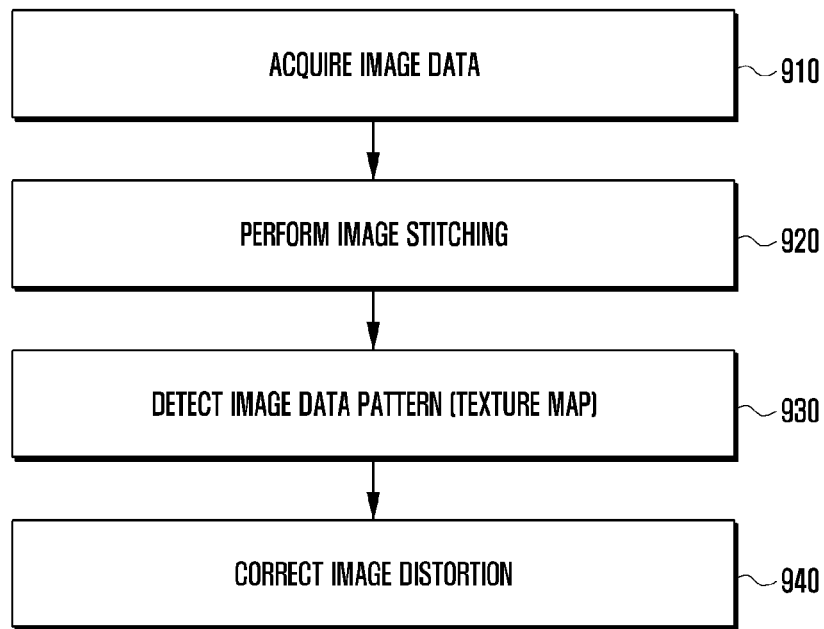 ACQUIRE IMAGE DATA
910
PERFORM IMAGE STITCHING
920
DETECT IMAGE DATA PATTERN (TEXTURE MAP)
930
CORRECT IMAGE DISTORTION
940